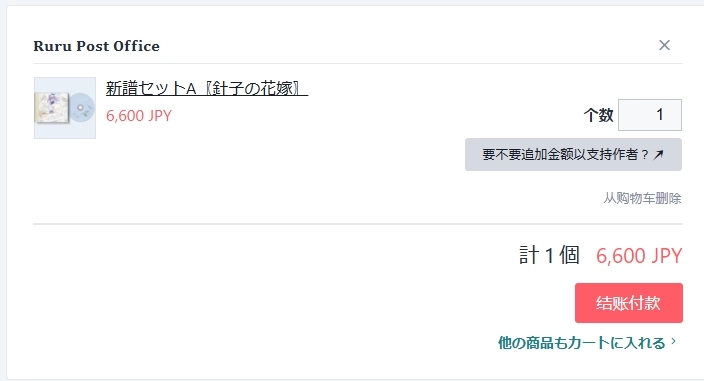 Ruru Post Office
×
新譜セットA〖針子の花嫁〗
6,600 JPY
个数 1
要不要追加金额以支持作者？↗
从购物车删除
計 1 個 6,600 JPY
结账付款
他の商品もカートに入れる ›